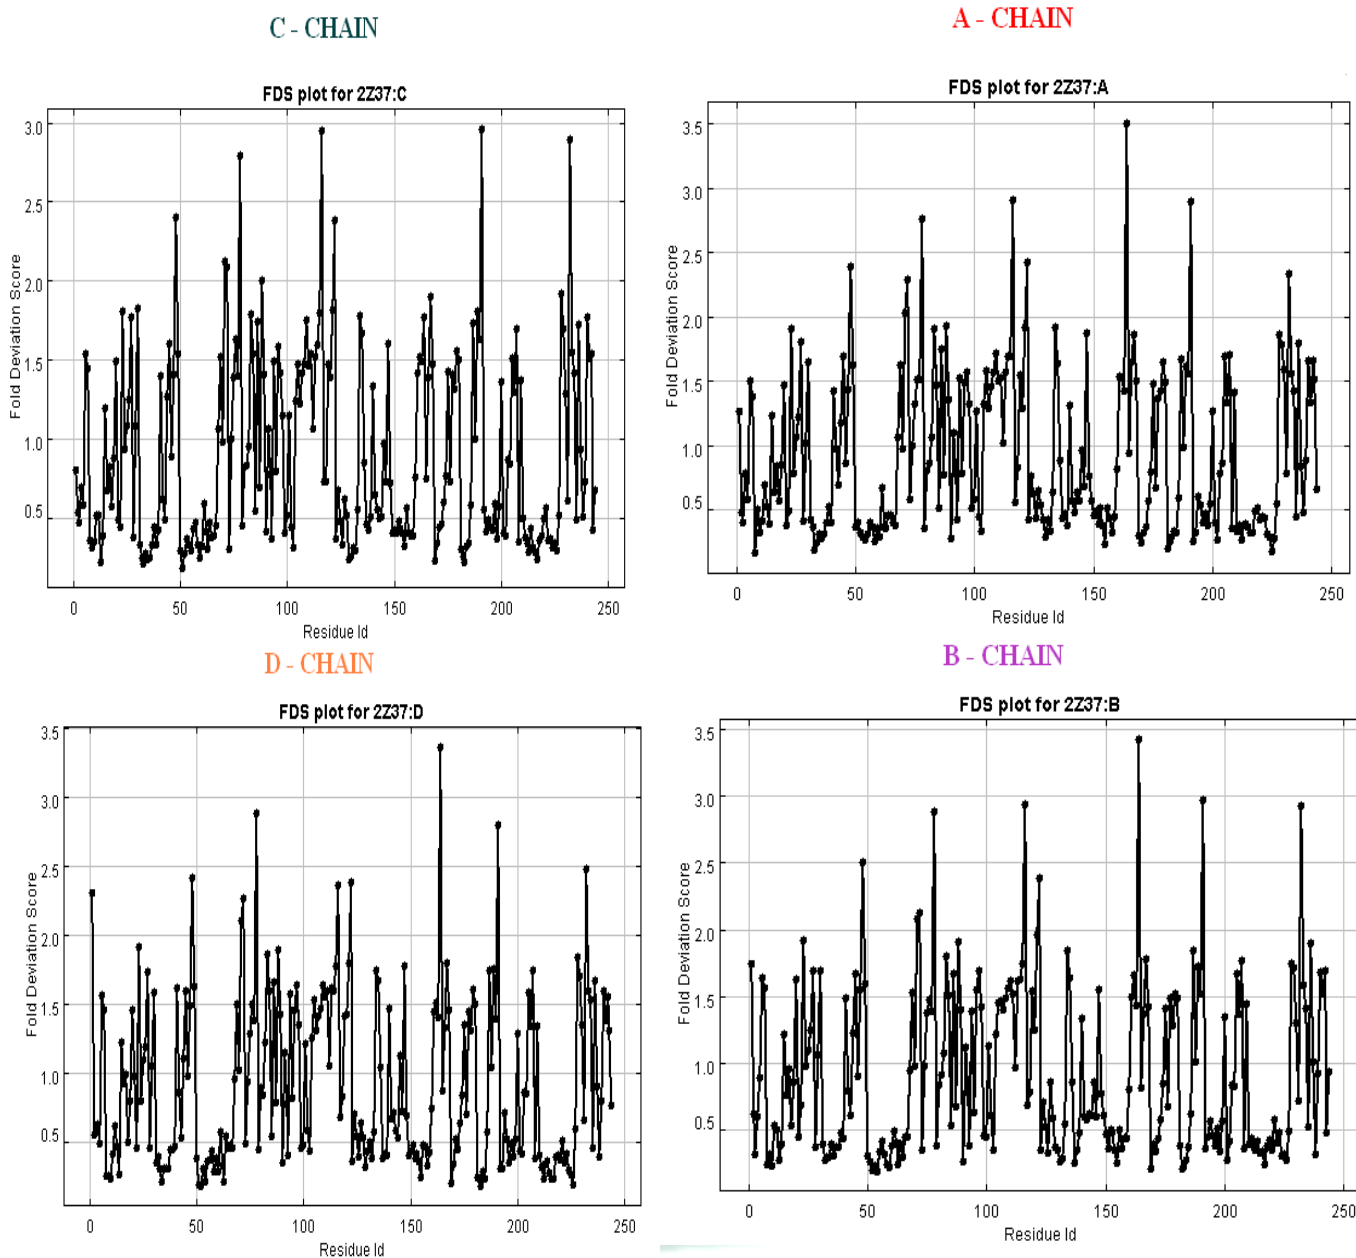 C - CHAIN
FDS plot for 2Z37:C
Fold Deviation Score
3.0
2.5
2.0
1.5
1.0
0.5
0 50 100 150 200 250
Residue Id
A - CHAIN
FDS plot for 2Z37:A
Fold Deviation Score
3.5
3.0
2.5
2.0
1.5
1.0
0.5
0 50 100 150 200 250
Residue Id
D - CHAIN
FDS plot for 2Z37:D
Fold Deviation Score
3.5
3.0
2.5
2.0
1.5
1.0
0.5
0 50 100 150 200 250
Residue Id
B - CHAIN
FDS plot for 2Z37:B
Fold Deviation Score
3.5
3.0
2.5
2.0
1.5
1.0
0.5
0 50 100 150 200 250
Residue Id